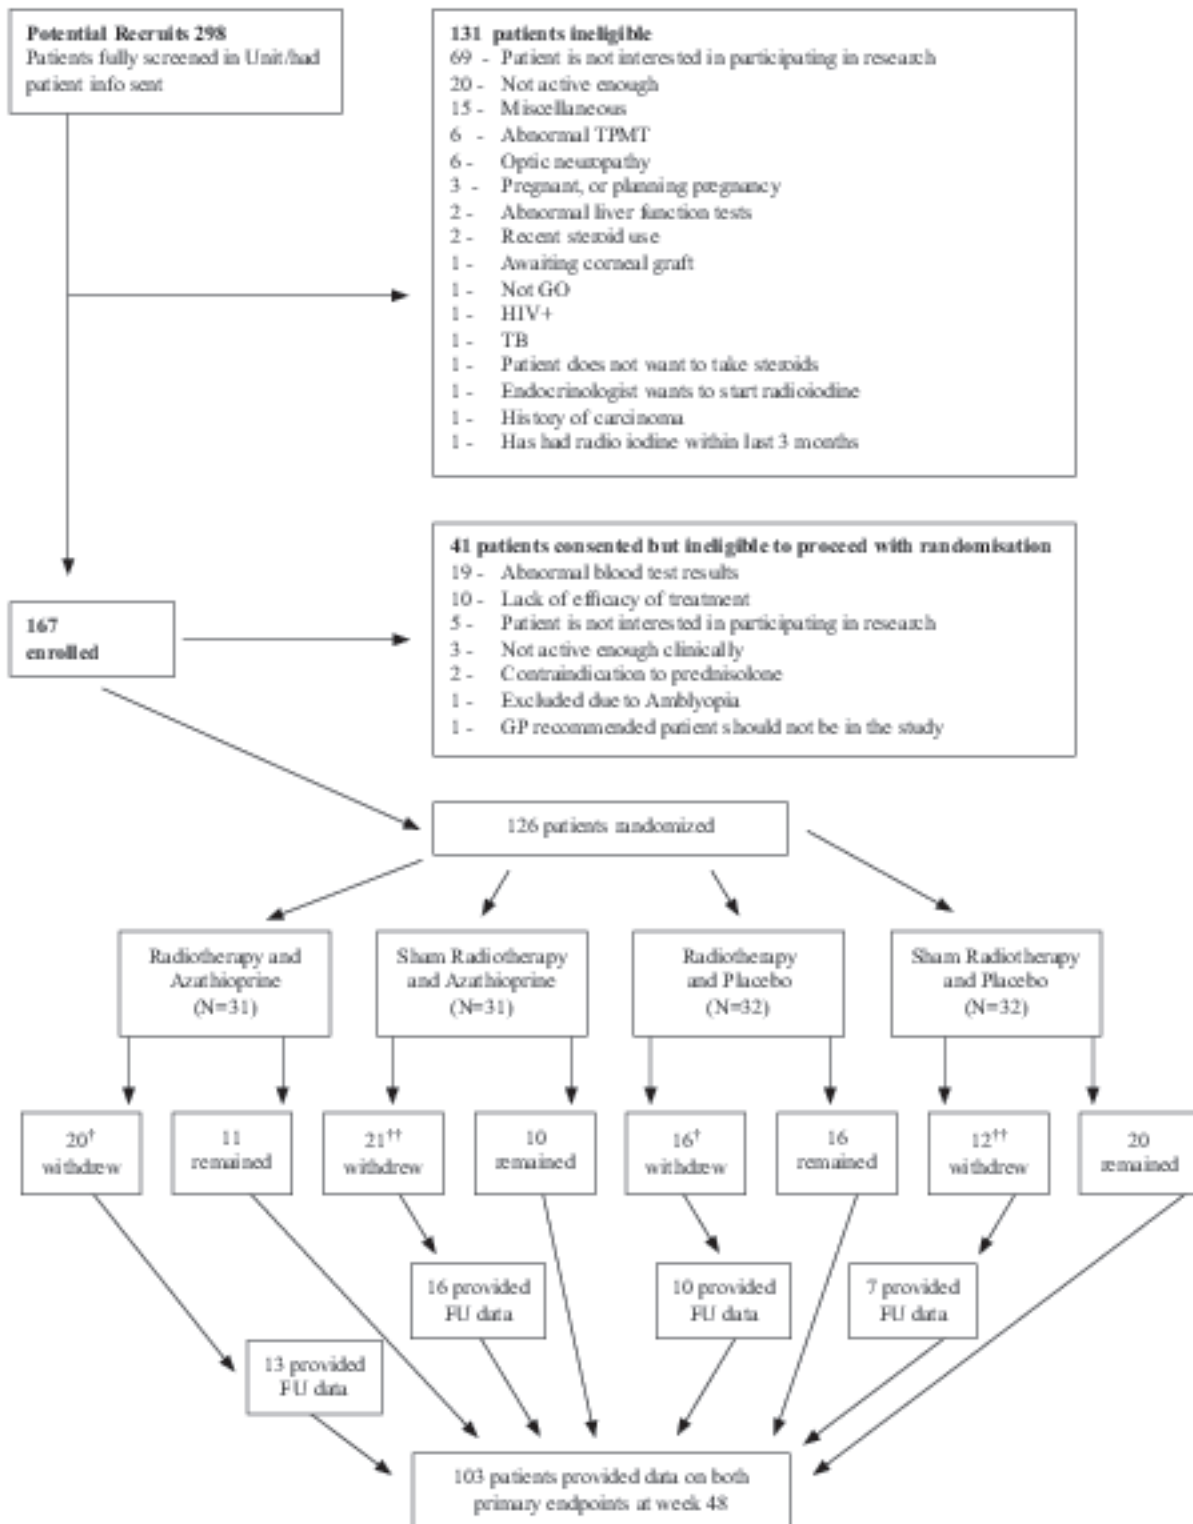 Potential Recruits 298
Patients fully screened in Unit/had
patient info sent
131 patients ineligible
69 - Patient is not interested in participating in research
20 - Not active enough
15 - Miscellaneous
6 - Abnormal TPMT
6 - Optic neuropathy
3 - Pregnant, or planning pregnancy
2 - Abnormal liver function tests
2 - Recent steroid use
1 - Awaiting corneal graft
1 - Not GO
1 - HIV+
1 - TB
1 - Patient does not want to take steroids
1 - Endocrinologist wants to start radioiodine
1 - History of carcinoma
1 - Has had radio iodine within last 3 months
41 patients consented but ineligible to proceed with randomisation
19 - Abnormal blood test results
10 - Lack of efficacy of treatment
5 - Patient is not interested in participating in research
3 - Not active enough clinically
2 - Contraindication to prednisolone
1 - Excluded due to Amblyopia
1 - GP recommended patient should not be in the study
167
enrolled
126 patients randomized
Radiotherapy and
Azathioprine
(N=31)
Sham Radiotherapy
and Azathioprine
(N=31)
Radiotherapy
and Placebo
(N=32)
Sham Radiotherapy
and Placebo
(N=32)
20†
withdrew
11
remained
21††
withdrew
10
remained
16†
withdrew
16
remained
12††
withdrew
20
remained
16 provided
FU data
10 provided
FU data
7 provided
FU data
13 provided
FU data
103 patients provided data on both
primary endpoints at week 48